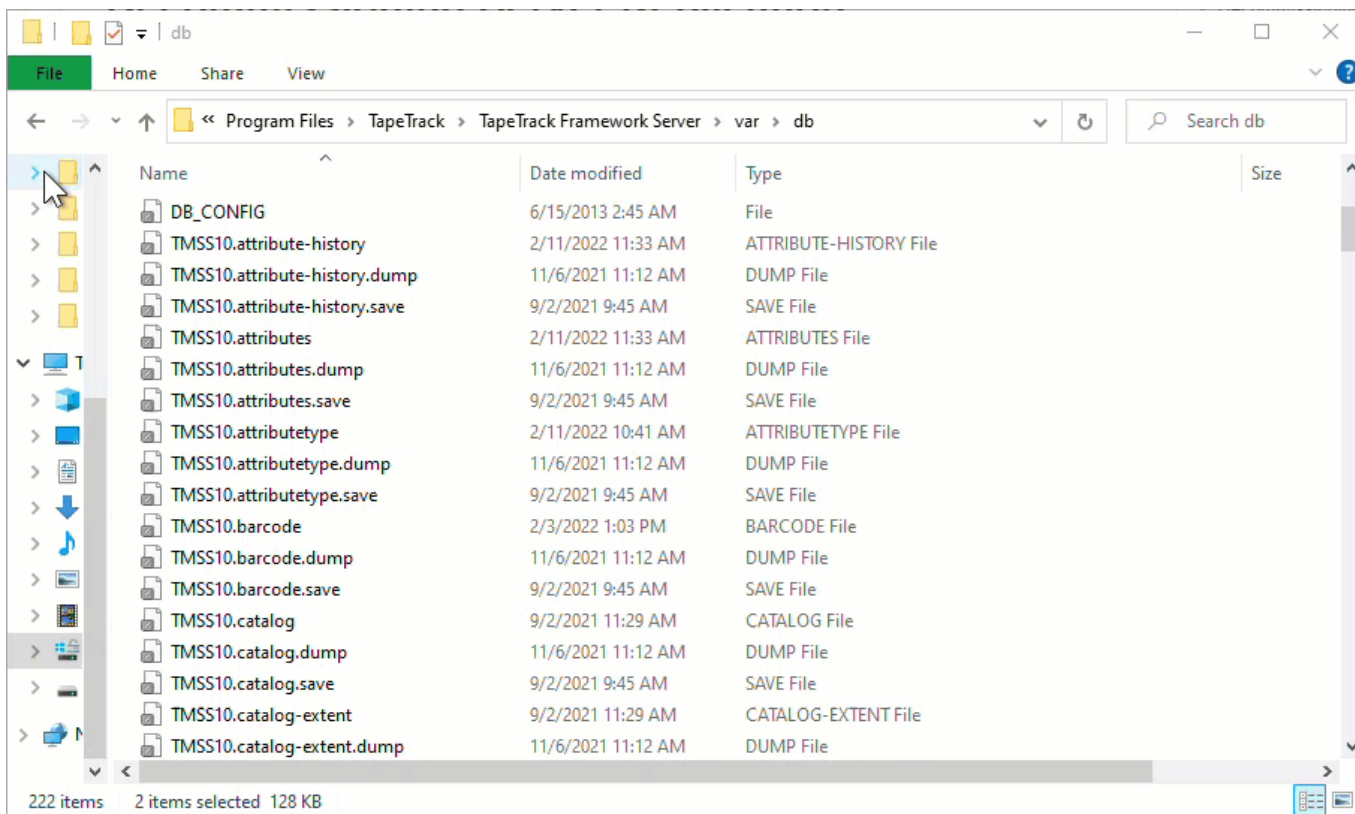 db
File Home Share View
« Program Files > TapeTrack > TapeTrack Framework Server > var > db Search db
Name Date modified Type Size
DB_CONFIG 6/15/2013 2:45 AM File
TMSS10.attribute-history 2/11/2022 11:33 AM ATTRIBUTE-HISTORY File
TMSS10.attribute-history.dump 11/6/2021 11:12 AM DUMP File
TMSS10.attribute-history.save 9/2/2021 9:45 AM SAVE File
TMSS10.attributes 2/11/2022 11:33 AM ATTRIBUTES File
TMSS10.attributes.dump 11/6/2021 11:12 AM DUMP File
TMSS10.attributes.save 9/2/2021 9:45 AM SAVE File
TMSS10.attributetype 2/11/2022 10:41 AM ATTRIBUTETYPE File
TMSS10.attributetype.dump 11/6/2021 11:12 AM DUMP File
TMSS10.attributetype.save 9/2/2021 9:45 AM SAVE File
TMSS10.barcode 2/3/2022 1:03 PM BARCODE File
TMSS10.barcode.dump 11/6/2021 11:12 AM DUMP File
TMSS10.barcode.save 9/2/2021 9:45 AM SAVE File
TMSS10.catalog 9/2/2021 11:29 AM CATALOG File
TMSS10.catalog.dump 11/6/2021 11:12 AM DUMP File
TMSS10.catalog.save 9/2/2021 9:45 AM SAVE File
TMSS10.catalog-extent 9/2/2021 11:29 AM CATALOG-EXTENT File
TMSS10.catalog-extent.dump 11/6/2021 11:12 AM DUMP File
222 items 2 items selected 128 KB